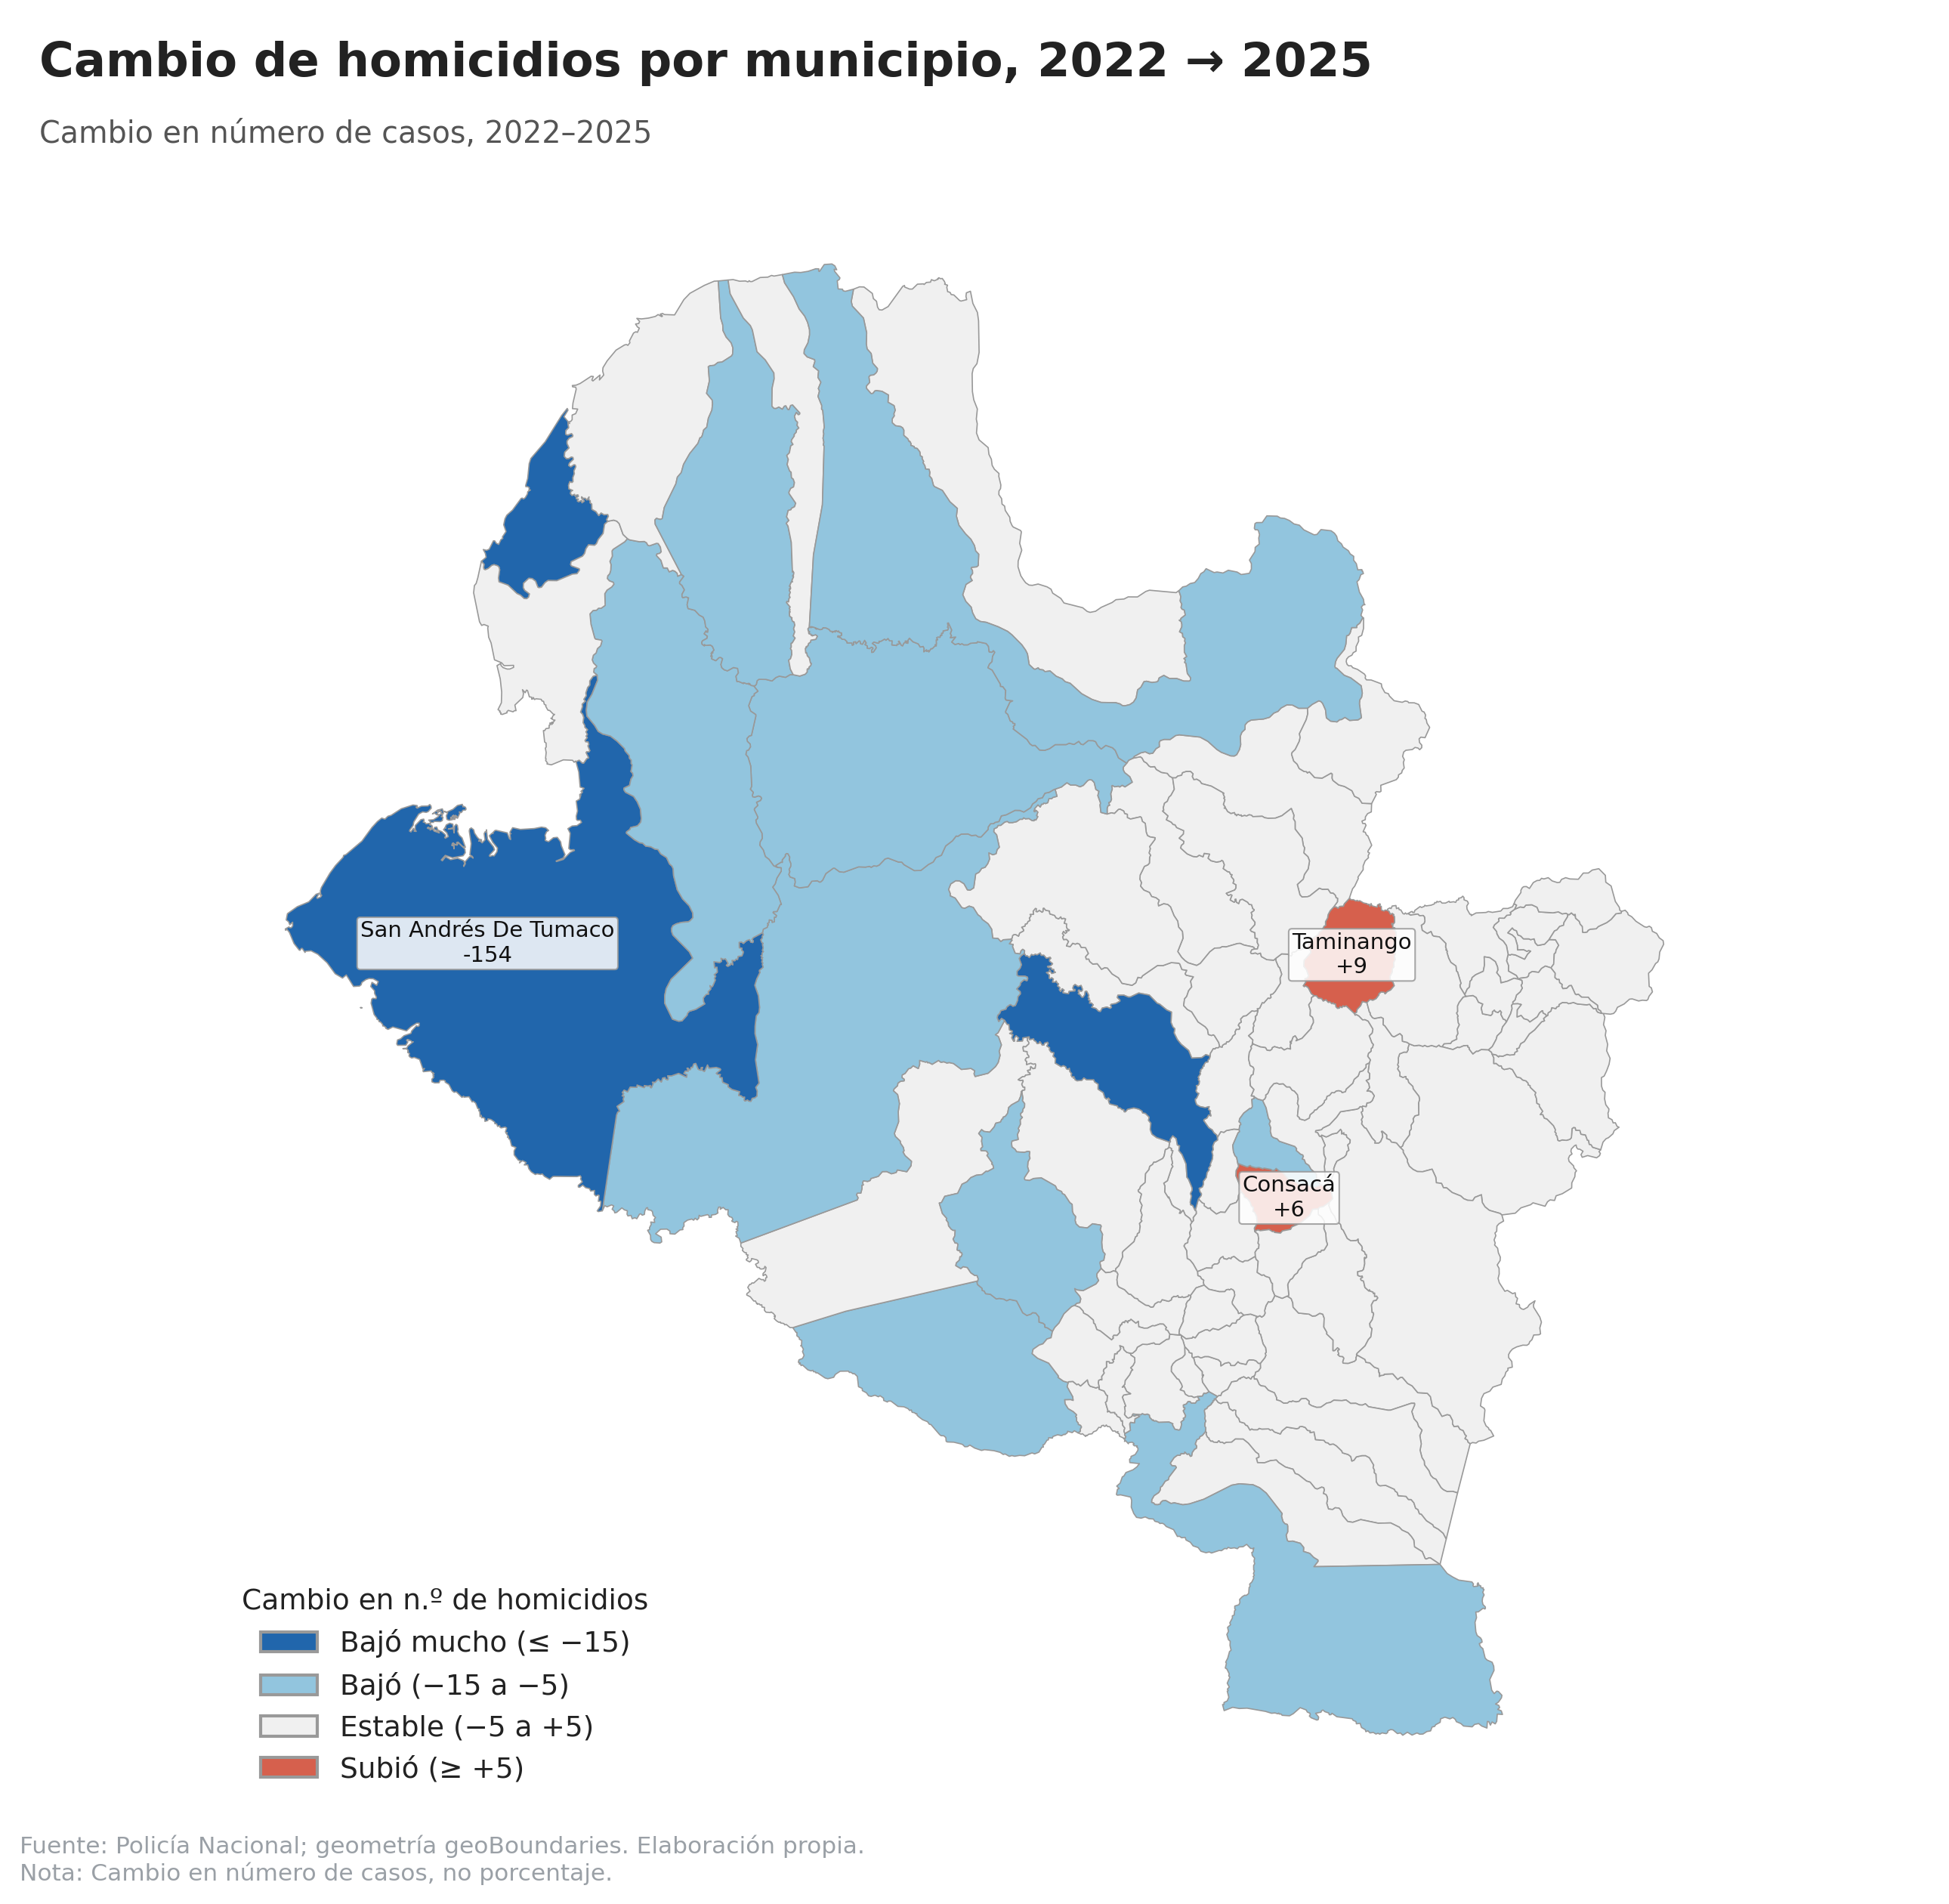 Cambio de homicidios por municipio, 2022 → 2025
Cambio en número de casos, 2022–2025
San Andrés De Tumaco
-154
Taminango
+9
Consacá
+6
Cambio en n.º de homicidios
Bajó mucho (≤ −15)
Bajó (−15 a −5)
Estable (−5 a +5)
Subió (≥ +5)
Fuente: Policía Nacional; geometría geoBoundaries. Elaboración propia.
Nota: Cambio en número de casos, no porcentaje.